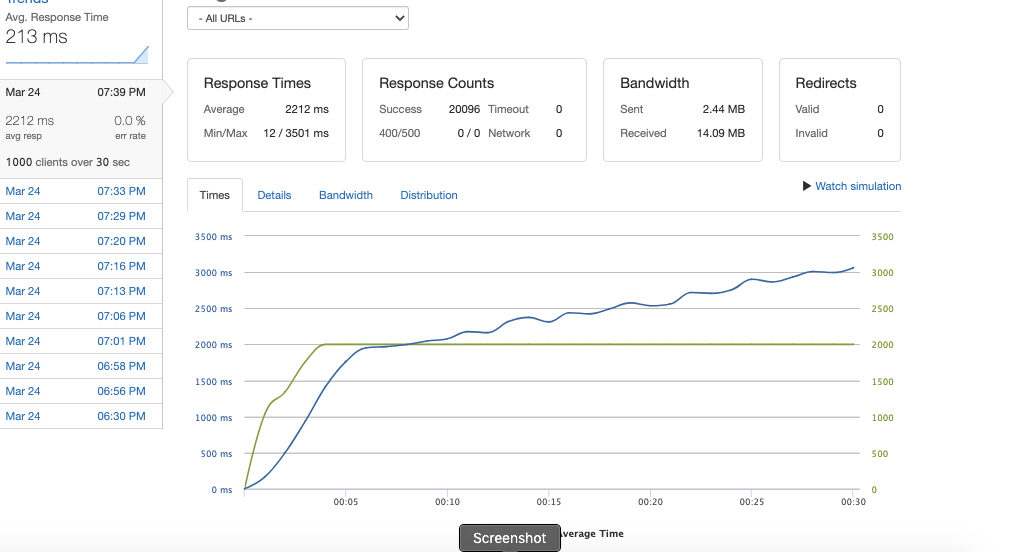 Trends
Avg. Response Time
213 ms
Mar 24 07:39 PM
2212 ms 0.0 %
avg resp err rate
1000 clients over 30 sec
Mar 24 07:33 PM
Mar 24 07:29 PM
Mar 24 07:20 PM
Mar 24 07:16 PM
Mar 24 07:13 PM
Mar 24 07:06 PM
Mar 24 07:01 PM
Mar 24 06:58 PM
Mar 24 06:56 PM
Mar 24 06:30 PM
- All URLs -
Response Times
Average 2212 ms
Min/Max 12 / 3501 ms
Response Counts
Success 20096 Timeout 0
400/500 0 / 0 Network 0
Bandwidth
Sent 2.44 MB
Received 14.09 MB
Redirects
Valid 0
Invalid 0
Times Details Bandwidth Distribution
Watch simulation
3500 ms 3500
3000 ms 3000
2500 ms 2500
2000 ms 2000
1500 ms 1500
1000 ms 1000
500 ms 500
0 ms 0
00:05 00:10 00:15 00:20 00:25 00:30
Average Time
Screenshot